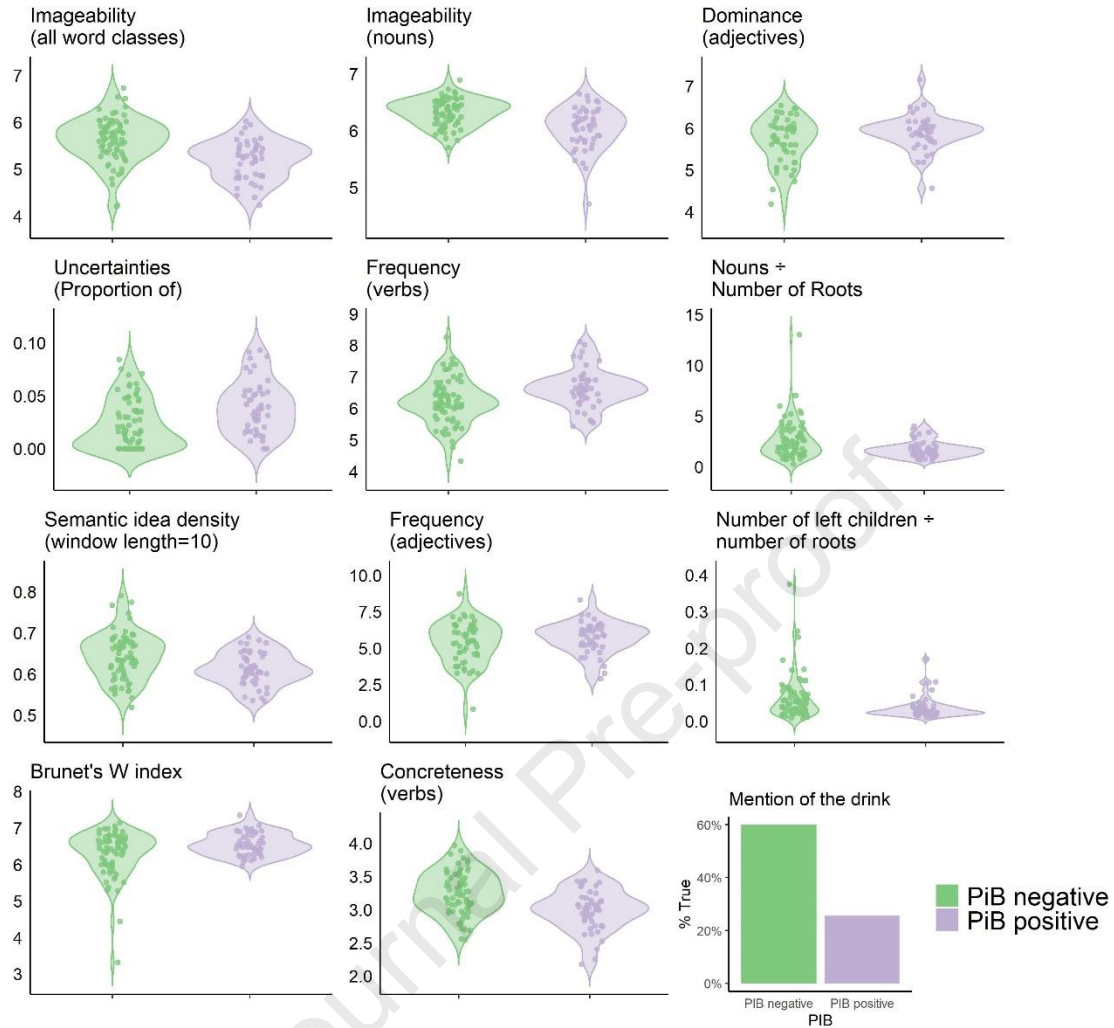 Imageability
(all word classes)
7
6
5
4
Imageability
(nouns)
7
6
5
Dominance
(adjectives)
7
6
5
4
Uncertainties
(Proportion of)
0.10
0.05
0.00
Frequency
(verbs)
9
8
7
6
5
4
Nouns ÷
Number of Roots
15
10
5
0
Semantic idea density
(window length=10)
0.8
0.7
0.6
0.5
Frequency
(adjectives)
10.0
7.5
5.0
2.5
0.0
Number of left children ÷
number of roots
0.4
0.3
0.2
0.1
0.0
Brunet's W index
8
7
6
5
4
3
Concreteness
(verbs)
4.0
3.5
3.0
2.5
2.0
Mention of the drink
60%
40%
20%
0%
% True
PIB negative PIB positive
PIB
PiB negative
PiB positive
Journal Pre-proof